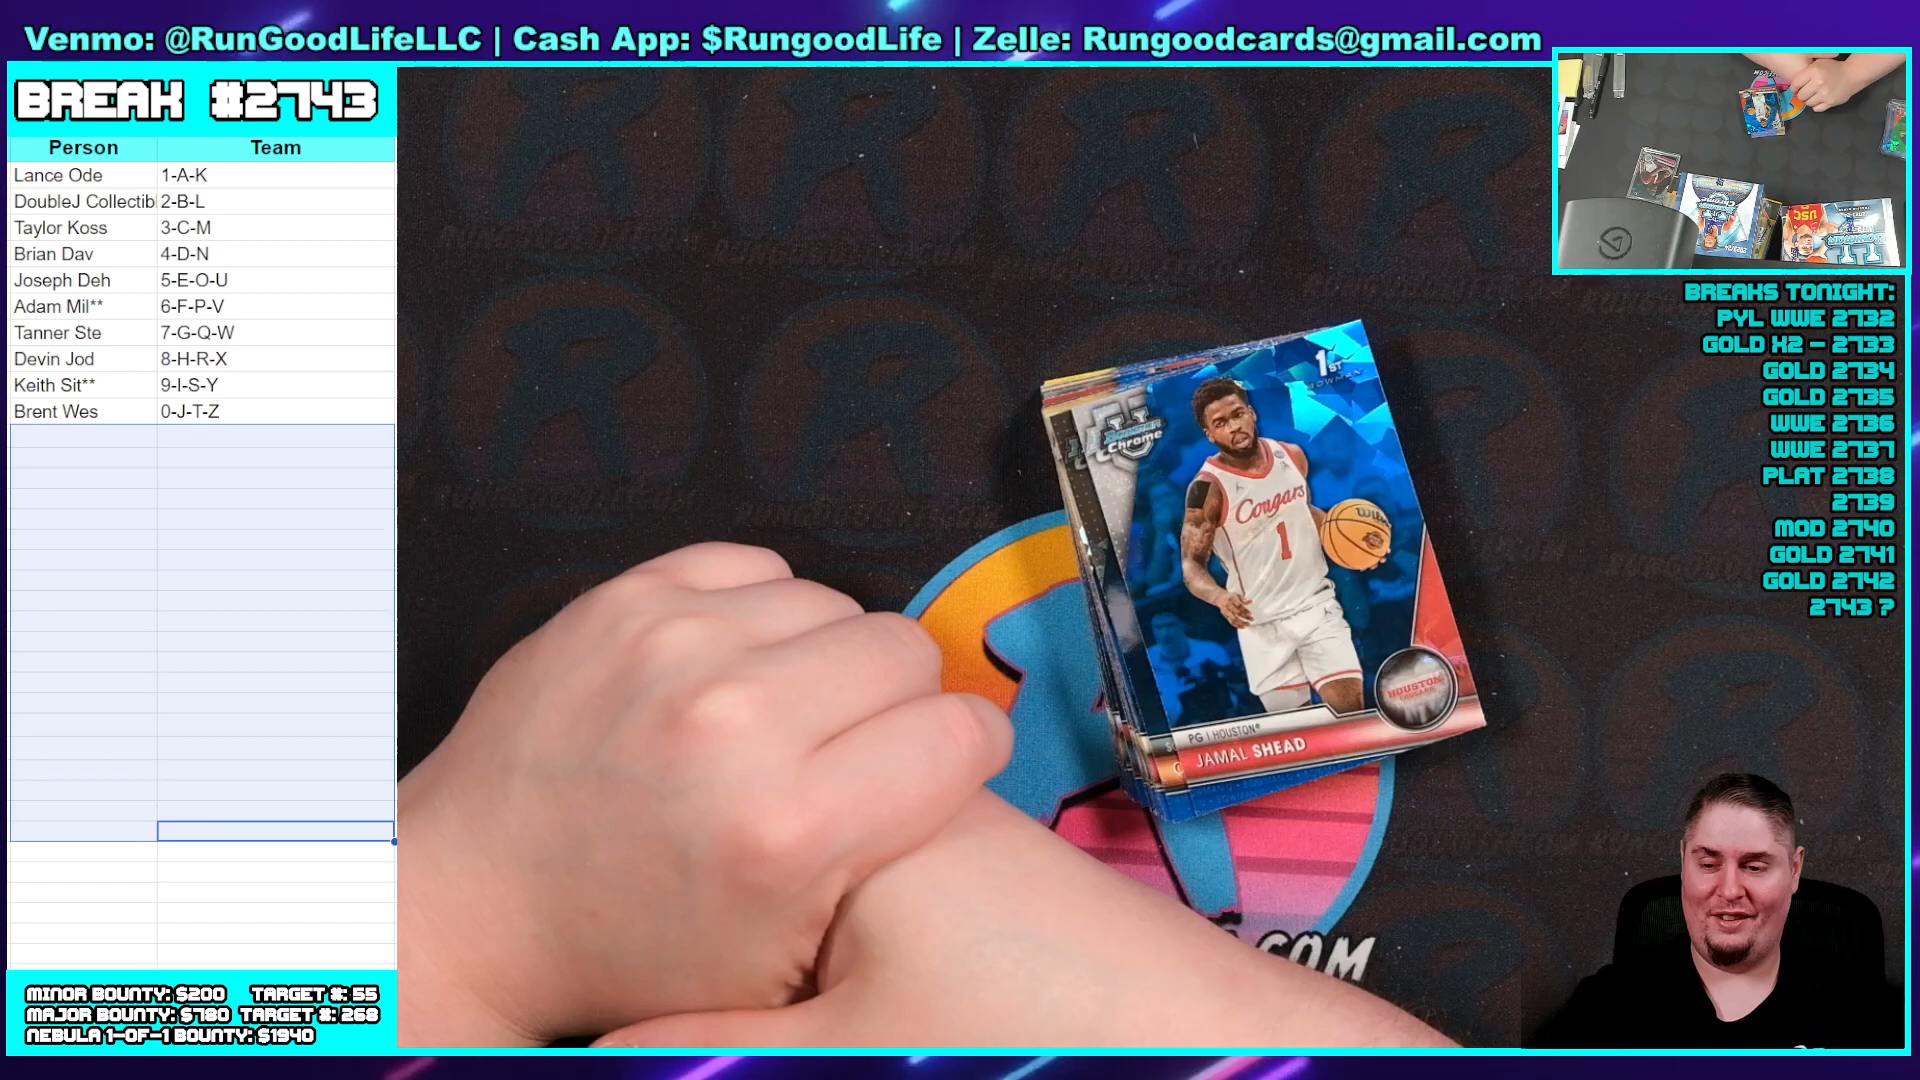 Venmo: @RunGoodLifeLLC | Cash App: $RungoodLife | Zelle: Rungoodcards@gmail.com
BREAK #2743
Person Team
Lance Ode 1-A-K
DoubleJ Collectib 2-B-L
Taylor Koss 3-C-M
Brian Dav 4-D-N
Joseph Deh 5-E-O-U
Adam Mil** 6-F-P-V
Tanner Ste 7-G-Q-W
Devin Jod 8-H-R-X
Keith Sit** 9-I-S-Y
Brent Wes 0-J-T-Z
MINOR BOUNTY: $200 TARGET #: 55
MAJOR BOUNTY: $780 TARGET #: 268
NEBULA 1-OF-1 BOUNTY: $1940
1ST
BOWMAN
BOWMAN
Chrome
Cougars
1
HOUSTON
COUGARS
PG | HOUSTON
JAMAL SHEAD
.COM
USC
BREAKS TONIGHT:
PYL WWE 2732
GOLD X2 - 2733
GOLD 2734
GOLD 2735
WWE 2736
WWE 2737
PLAT 2738
2739
MOD 2740
GOLD 2741
GOLD 2742
2743 ?